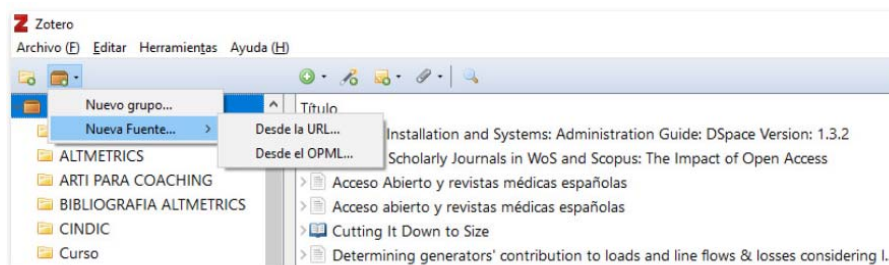 Zotero
Archivo (F) Editar Herramientas Ayuda (H)
Nuevo grupo...
Título
Nueva Fuente... >
Desde la URL...
Installation and Systems: Administration Guide: DSpace Version: 1.3.2
ALTMETRICS
Desde el OPML...
Scholarly Journals in WoS and Scopus: The Impact of Open Access
ARTI PARA COACHING
Acceso Abierto y revistas médicas españolas
BIBLIOGRAFIA ALTMETRICS
Acceso abierto y revistas médicas españolas
CINDIC
Cutting It Down to Size
Curso
Determining generators' contribution to loads and line flows & losses considering l.